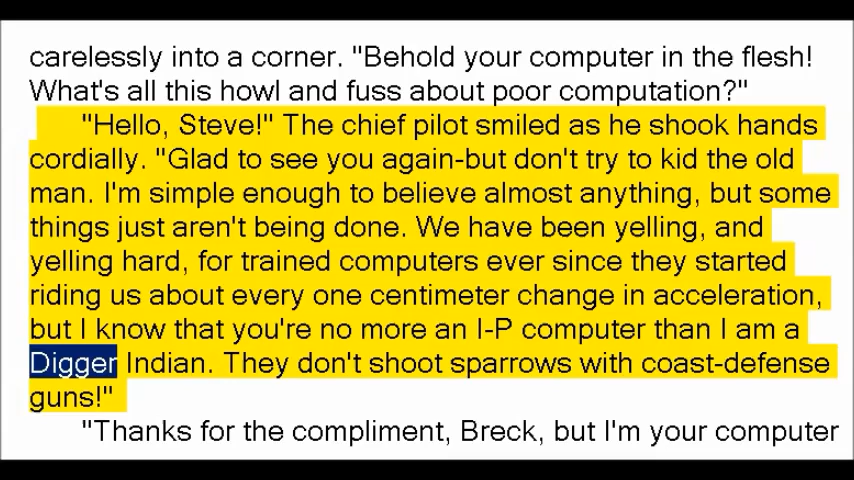 carelessly into a corner. "Behold your computer in the flesh!
What's all this howl and fuss about poor computation?"
"Hello, Steve!" The chief pilot smiled as he shook hands
cordially. "Glad to see you again-but don't try to kid the old
man. I'm simple enough to believe almost anything, but some
things just aren't being done. We have been yelling, and
yelling hard, for trained computers ever since they started
riding us about every one centimeter change in acceleration,
but I know that you're no more an I-P computer than I am a
Digger Indian. They don't shoot sparrows with coast-defense
guns!"
"Thanks for the compliment, Breck, but I'm your computer